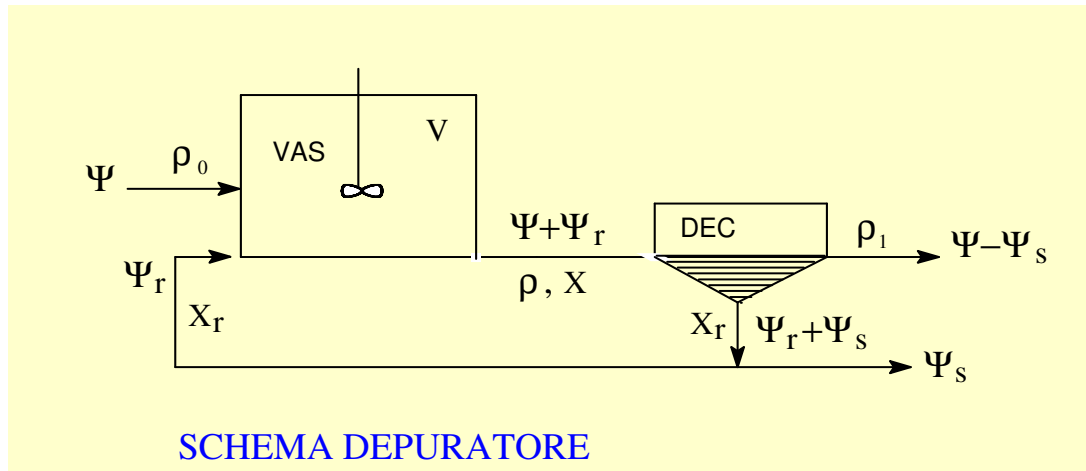 V
VAS
Ψ
ρ₀
Ψ+Ψᵣ
ρ , X
DEC
ρ₁
Ψ−Ψₛ
Ψᵣ
Xᵣ
Xᵣ
Ψᵣ+Ψₛ
Ψₛ
SCHEMA DEPURATORE